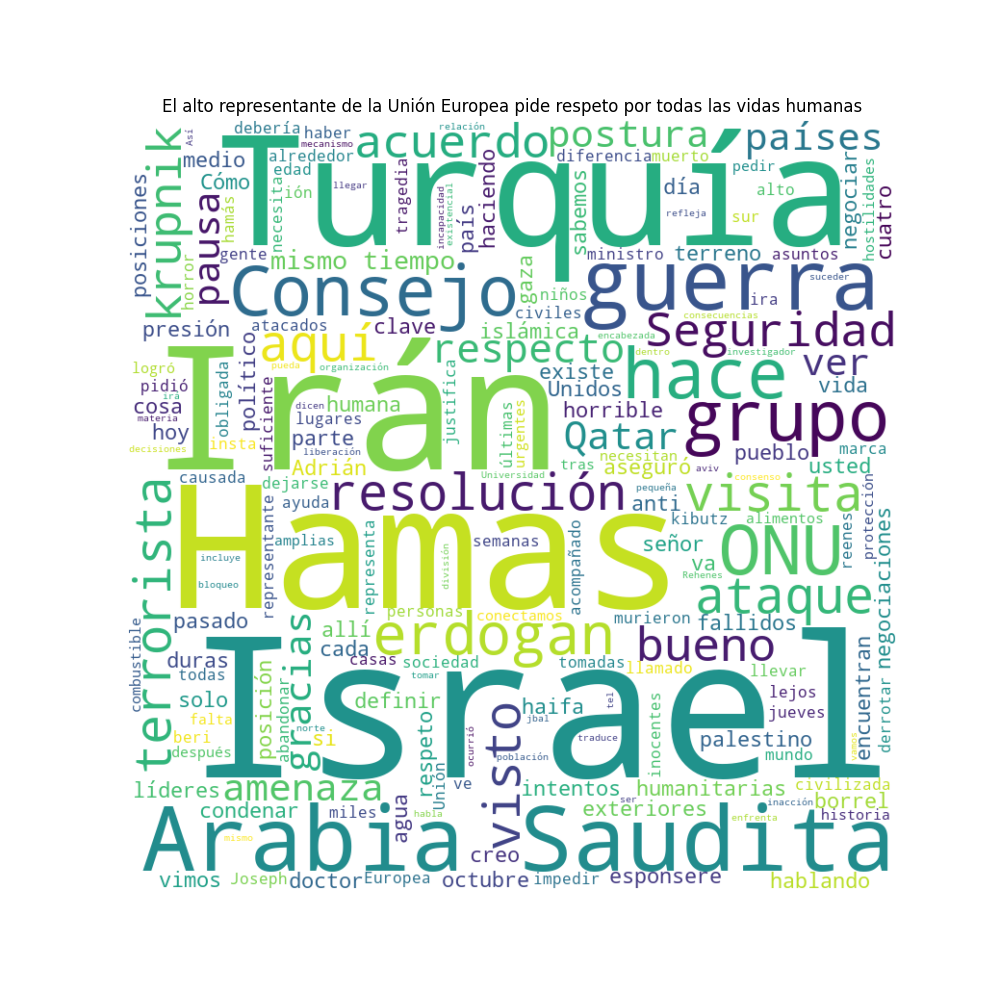 El alto representante de la Unión Europea pide respeto por todas las vidas humanas
debería haber relación Así mecanismo
acuerdo postura países
krupnik medio alrededor diferencia muerto pedir
Turquía
Cómo edad ión llegar día alto negociar
posiciones hamás necesita tragedia incapacidad existencial país haciendo sabemos refleja sur hostilidades cuatro
pausa horror gente mismo tiempo ministro terreno asuntos
Consejo gaza niños guerra ira suceder
presión atacados clave civiles consecuencias
Seguridad
aquí islámica encabezada
logró político pueda organización respecto dentro investigador ver
Irán existe hace
pidió irá obligada dicen humana justifica Unidos vida
cosa materia lugares últimas urgentes horrible grupo
hoy decisiones insta suficiente parte liberación Qatar necesitan pueblo marca
Adrián tras aseguró aviv usted
causada dejarse Universidad pequeña consenso protección
terrorista ayuda resolución anti visita
Hamas
representante amplias representa división semanas acompañado kibutz alimentos reenes
incluye señor ONU negociaciones
bloqueo va Rehenes
personas conectamos murieron ataque
pasado allí erdogan fallidos
combustible gracias cada bueno encuentran derrotar
duras casas sociedad tomadas llamado llevar
todas tomar
Israel
solo posición abandonar definir haifa tel lejos
falta norte respeto jbal jueves
beri si visto inocentes palestino
después ocurrió traduce mundo vamos
Unión ve población
líderes amenaza intentos humanitarias civilizada
condenar miles agua habla ser exteriores inacción borrel
enfrenta historia
Arabia Saudita
mismo creo
vimos Joseph doctor Europea octubre impedir esponsere hablando